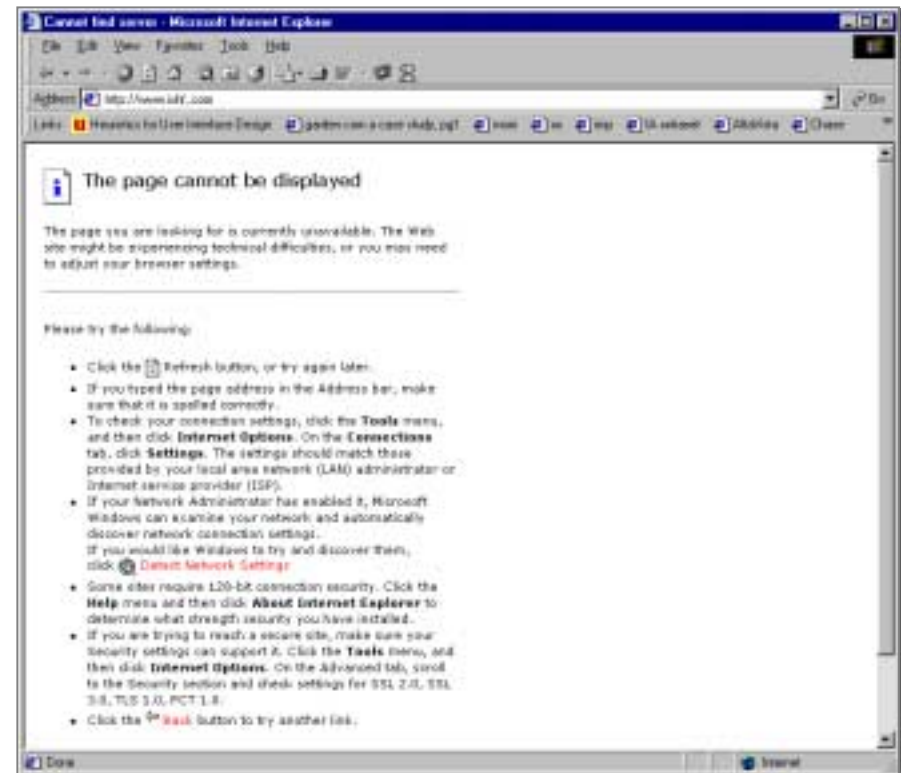 Cannot find server - Microsoft Internet Explorer
File Edit View Favorites Tools Help
Address
Links Heuristics for User Interface Design
The page cannot be displayed
The page you are looking for is currently unavailable. The Web
site might be experiencing technical difficulties, or you may need
to adjust your browser settings.
Please try the following:
• Click the Refresh button, or try again later.
• If you typed the page address in the Address bar, make
sure that it is spelled correctly.
• To check your connection settings, click the Tools menu,
and then click Internet Options. On the Connections
tab, click Settings. The settings should match those
provided by your local area network (LAN) administrator or
Internet service provider (ISP).
• If your Network Administrator has enabled it, Microsoft
Windows can examine your network and automatically
discover network connection settings.
If you would like Windows to try and discover them,
click Detect Network Settings
• Some sites require 128-bit connection security. Click the
Help menu and then click About Internet Explorer to
determine what strength security you have installed.
• If you are trying to reach a secure site, make sure your
Security settings can support it. Click the Tools menu, and
then click Internet Options. On the Advanced tab, scroll
to the Security section and check settings for SSL 2.0, SSL
3.0, TLS 1.0, PCT 1.0.
• Click the Back button to try another link.
Done Internet